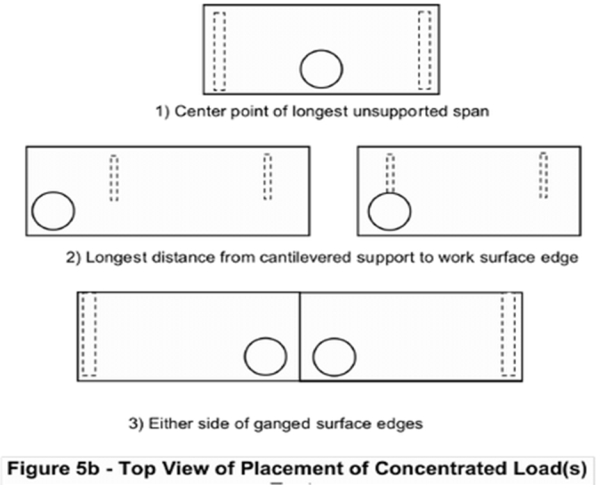 1) Center point of longest unsupported span
2) Longest distance from cantilevered support to work surface edge
3) Either side of ganged surface edges
Figure 5b - Top View of Placement of Concentrated Load(s)